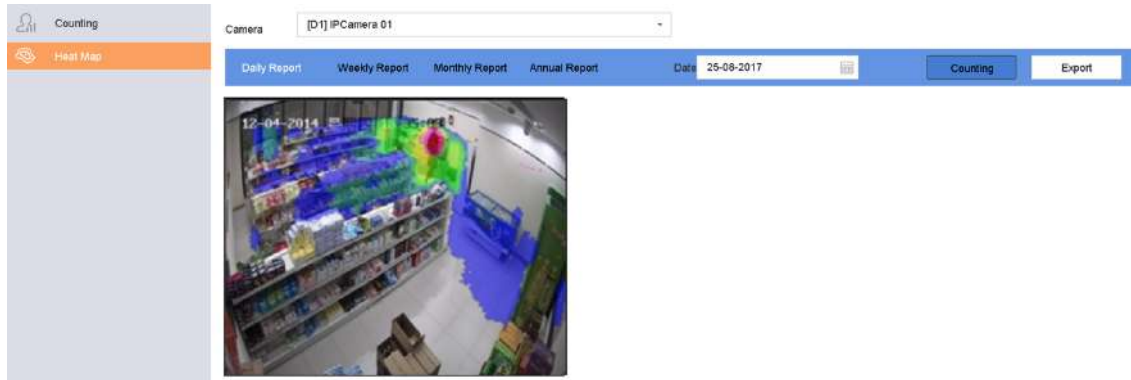 Counting
Heat Map
Camera [D1] IPCamera 01
Daily Report Weekly Report Monthly Report Annual Report Date 25-08-2017 Counting Export
12-04-2014